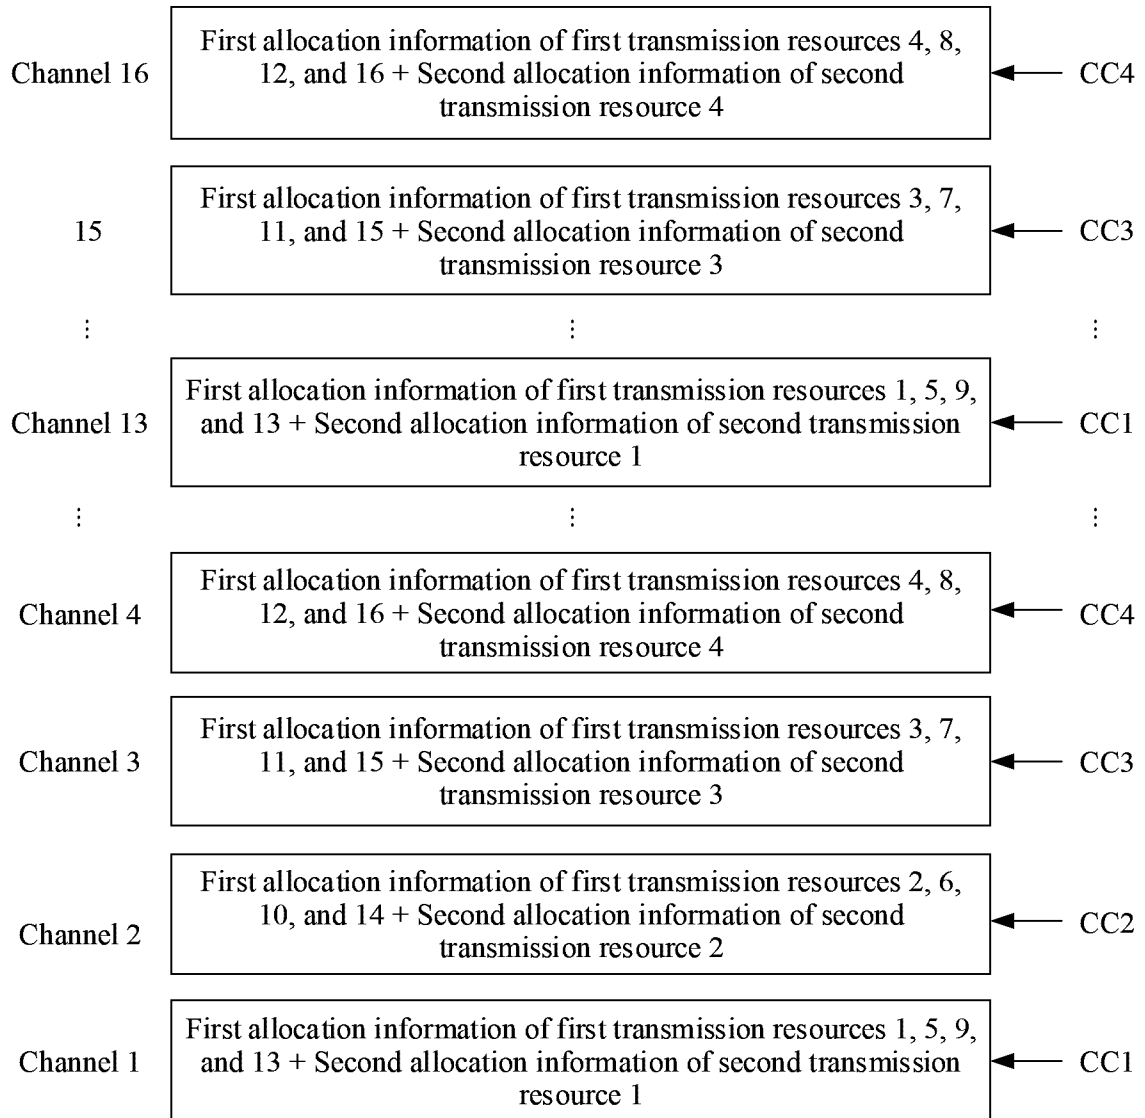 Channel 16
First allocation information of first transmission resources 4, 8,
12, and 16 + Second allocation information of second
transmission resource 4
CC4
15
First allocation information of first transmission resources 3, 7,
11, and 15 + Second allocation information of second
transmission resource 3
CC3
⋮ ⋮ ⋮
Channel 13
First allocation information of first transmission resources 1, 5, 9,
and 13 + Second allocation information of second transmission
resource 1
CC1
⋮ ⋮ ⋮
Channel 4
First allocation information of first transmission resources 4, 8,
12, and 16 + Second allocation information of second
transmission resource 4
CC4
Channel 3
First allocation information of first transmission resources 3, 7,
11, and 15 + Second allocation information of second
transmission resource 3
CC3
Channel 2
First allocation information of first transmission resources 2, 6,
10, and 14 + Second allocation information of second
transmission resource 2
CC2
Channel 1
First allocation information of first transmission resources 1, 5, 9,
and 13 + Second allocation information of second transmission
resource 1
CC1